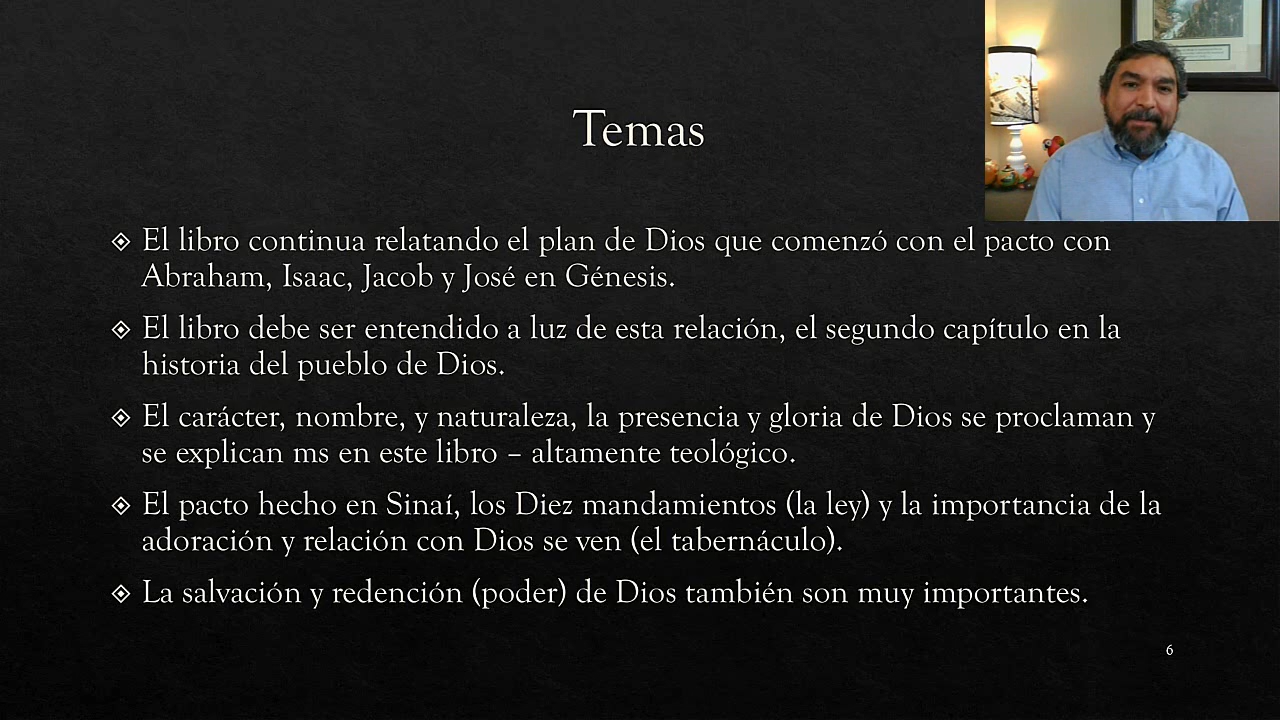 Temas
El libro continua relatando el plan de Dios que comenzó con el pacto con
Abraham, Isaac, Jacob y José en Génesis.
El libro debe ser entendido a luz de esta relación, el segundo capítulo en la
historia del pueblo de Dios.
El carácter, nombre, y naturaleza, la presencia y gloria de Dios se proclaman y
se explican ms en este libro – altamente teológico.
El pacto hecho en Sinaí, los Diez mandamientos (la ley) y la importancia de la
adoración y relación con Dios se ven (el tabernáculo).
La salvación y redención (poder) de Dios también son muy importantes.
6